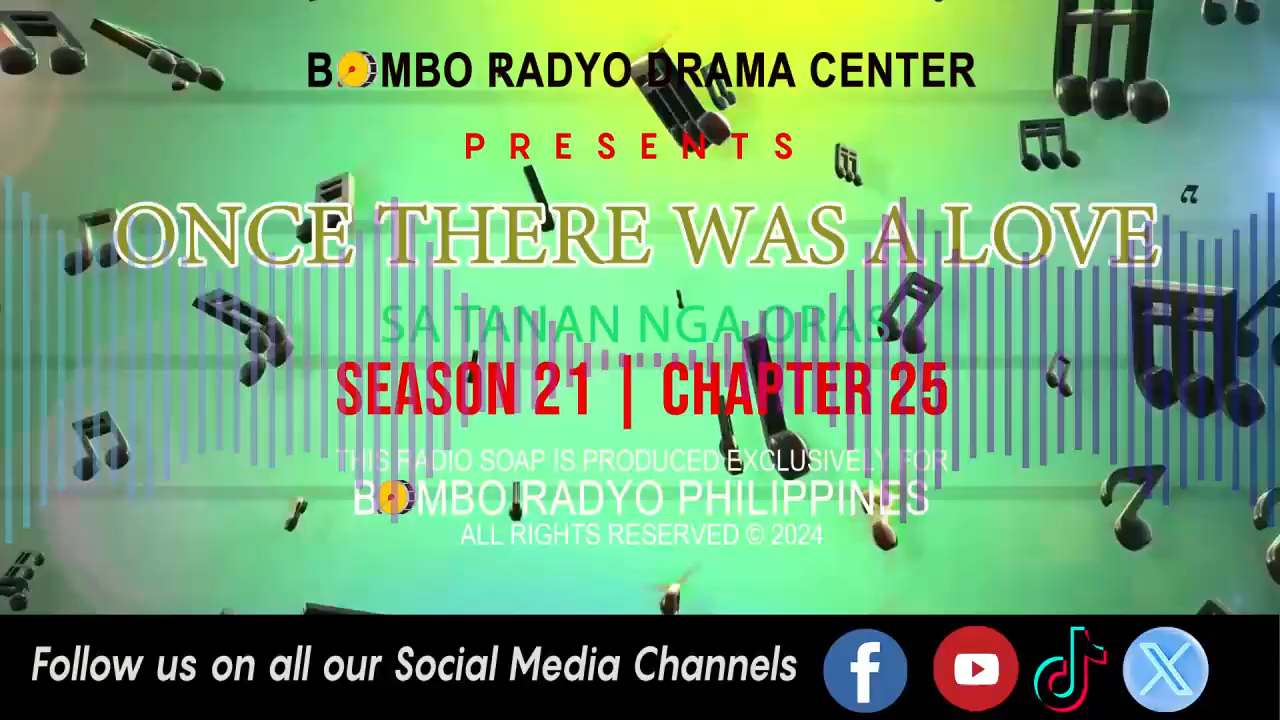 BOMBO RADYO DRAMA CENTER
PRESENTS
ONCE THERE WAS A LOVE
SA TANAN NGA ORAS
SEASON 21 | CHAPTER 25
THIS RADIO SOAP IS PRODUCED EXCLUSIVELY FOR
BOMBO RADYO PHILIPPINES
ALL RIGHTS RESERVED © 2024
Follow us on all our Social Media Channels